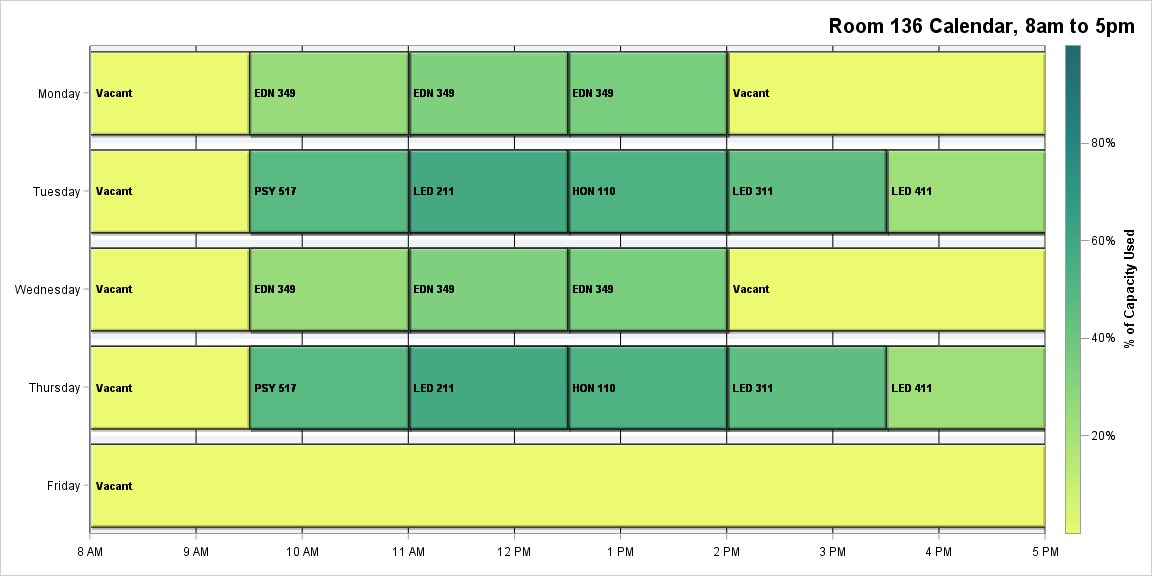 Room 136 Calendar, 8am to 5pm
Monday Vacant EDN 349 EDN 349 EDN 349 Vacant
80%
Tuesday Vacant PSY 517 LED 211 HON 110 LED 311 LED 411
60%
% of Capacity Used
Wednesday Vacant EDN 349 EDN 349 EDN 349 Vacant
40%
Thursday Vacant PSY 517 LED 211 HON 110 LED 311 LED 411
20%
Friday Vacant
8 AM 9 AM 10 AM 11 AM 12 PM 1 PM 2 PM 3 PM 4 PM 5 PM